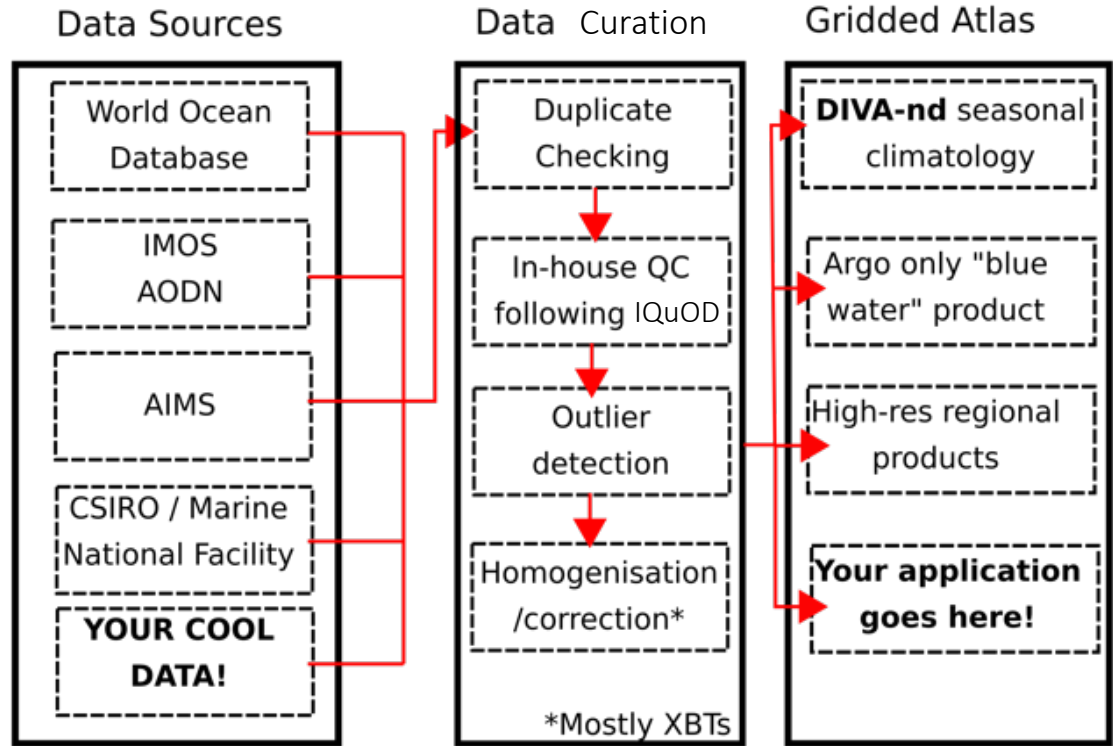 Data Sources
World Ocean
Database
IMOS
AODN
AIMS
CSIRO / Marine
National Facility
YOUR COOL
DATA!
Data Curation
Duplicate
Checking
In-house QC
following IQuOD
Outlier
detection
Homogenisation
/correction*
*Mostly XBTs
Gridded Atlas
DIVA-nd seasonal
climatology
Argo only "blue
water" product
High-res regional
products
Your application
goes here!